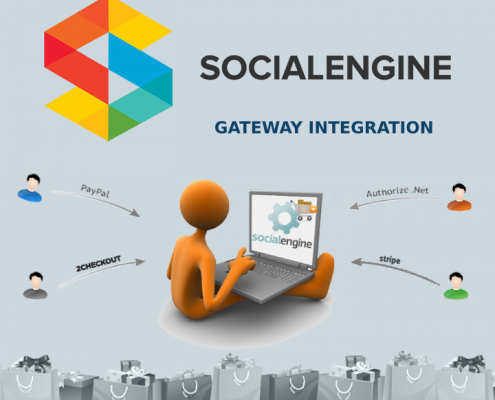 SOCIALENGINE
GATEWAY INTEGRATION
PayPal
Authorize .Net
socialengine
2CHECKOUT
stripe